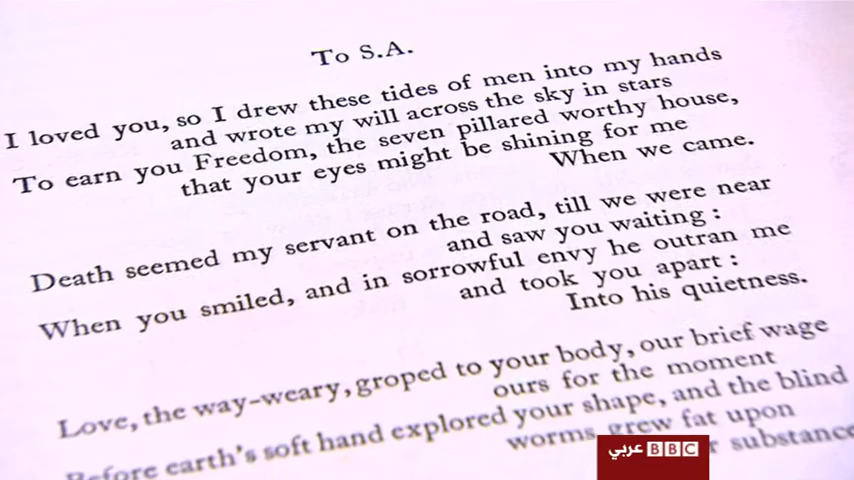 To S.A.
I loved you, so I drew these tides of men into my hands
and wrote my will across the sky in stars
To earn you Freedom, the seven pillared worthy house,
that your eyes might be shining for me
When we came.
Death seemed my servant on the road, till we were near
and saw you waiting:
When you smiled, and in sorrowful envy he outran me
and took you apart:
Into his quietness.
Love, the way-weary, groped to your body, our brief wage
ours for the moment
Before earth's soft hand explored your shape, and the blind
worms grew fat upon
substance
عربي BBC